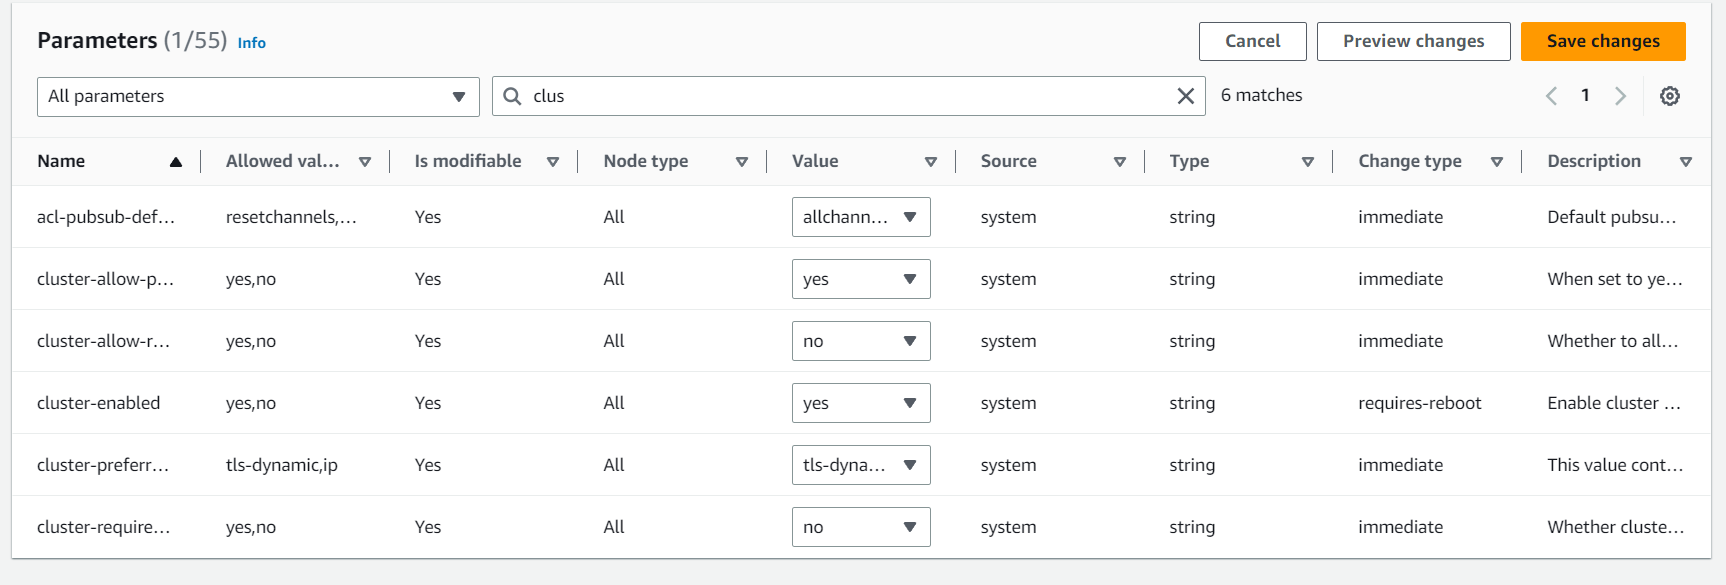 Parameters (1/55) Info
Cancel
Preview changes
Save changes
All parameters
clus
6 matches
1
Name Allowed val... Is modifiable Node type Value Source Type Change type Description
acl-pubsub-def... resetchannels,... Yes All allchann... system string immediate Default pubsu...
cluster-allow-p... yes,no Yes All yes system string immediate When set to ye...
cluster-allow-r... yes,no Yes All no system string immediate Whether to all...
cluster-enabled yes,no Yes All yes system string requires-reboot Enable cluster ...
cluster-preferr... tls-dynamic,ip Yes All tls-dyna... system string immediate This value cont...
cluster-require... yes,no Yes All no system string immediate Whether cluste...